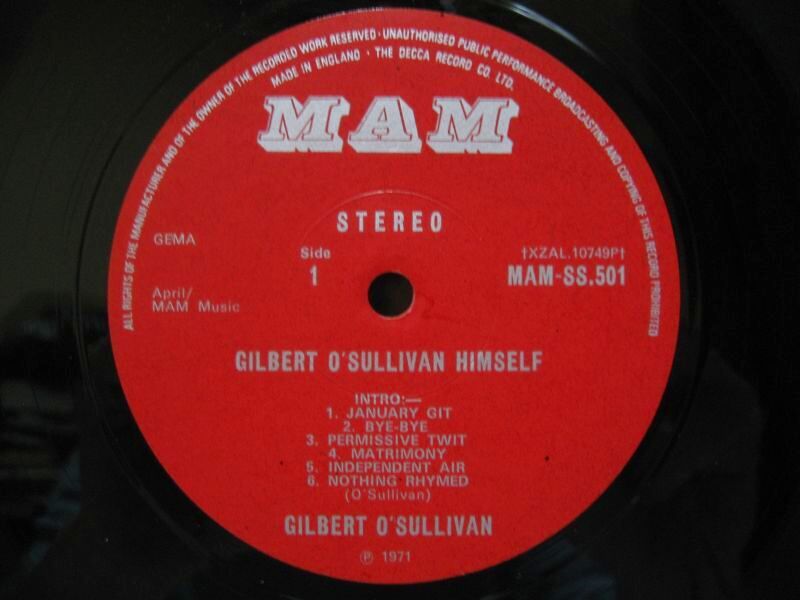 ALL RIGHTS OF THE MANUFACTURER AND OF THE OWNER OF THE RECORDED WORK RESERVED · UNAUTHORISED PUBLIC PERFORMANCE BROADCASTING AND COPYING OF THIS RECORD PROHIBITED
MADE IN ENGLAND · THE DECCA RECORD CO. LTD.
MAM
STEREO
GEMA
Side
1
†XZAL.10749P†
MAM-SS.501
April/
MAM Music
GILBERT O'SULLIVAN HIMSELF
INTRO:—
1. JANUARY GIT
2. BYE-BYE
3. PERMISSIVE TWIT
4. MATRIMONY
5. INDEPENDENT AIR
6. NOTHING RHYMED
(O'Sullivan)
GILBERT O'SULLIVAN
℗ 1971